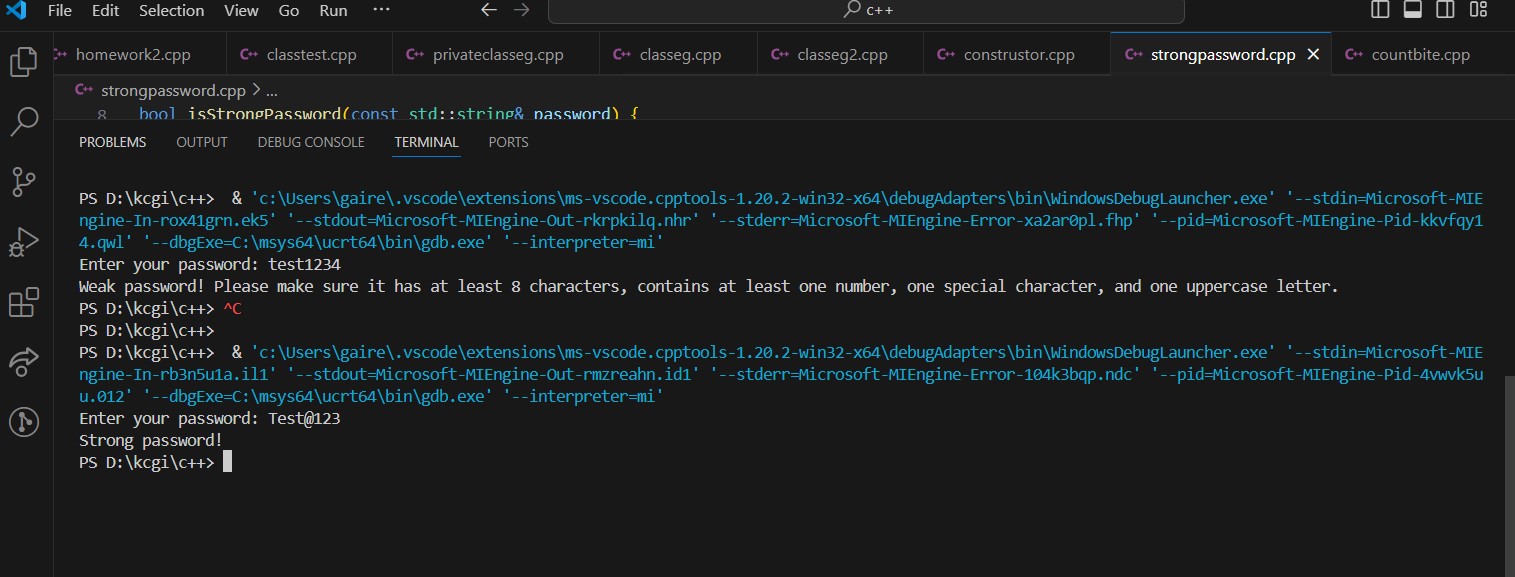 File Edit Selection View Go Run ··· ← → c++
C++ homework2.cpp C++ classtest.cpp C++ privateclasseg.cpp C++ classeg.cpp C++ classeg2.cpp C++ construstor.cpp C++ strongpassword.cpp × C++ countbite.cpp
C++ strongpassword.cpp > ...
8 bool isStrongPassword(const std::string& password) {
PROBLEMS OUTPUT DEBUG CONSOLE TERMINAL PORTS
PS D:\kcgi\c++>  & 'c:\Users\gaire\.vscode\extensions\ms-vscode.cpptools-1.20.2-win32-x64\debugAdapters\bin\WindowsDebugLauncher.exe' '--stdin=Microsoft-MIE
ngine-In-rox41grn.ek5' '--stdout=Microsoft-MIEngine-Out-rkrpkilq.nhr' '--stderr=Microsoft-MIEngine-Error-xa2ar0pl.fhp' '--pid=Microsoft-MIEngine-Pid-kkvfqy1
4.qwl' '--dbgExe=C:\msys64\ucrt64\bin\gdb.exe' '--interpreter=mi'
Enter your password: test1234
Weak password! Please make sure it has at least 8 characters, contains at least one number, one special character, and one uppercase letter.
PS D:\kcgi\c++> ^C
PS D:\kcgi\c++>
PS D:\kcgi\c++>  & 'c:\Users\gaire\.vscode\extensions\ms-vscode.cpptools-1.20.2-win32-x64\debugAdapters\bin\WindowsDebugLauncher.exe' '--stdin=Microsoft-MIE
ngine-In-rb3n5u1a.il1' '--stdout=Microsoft-MIEngine-Out-rmzreahn.id1' '--stderr=Microsoft-MIEngine-Error-104k3bqp.ndc' '--pid=Microsoft-MIEngine-Pid-4vwvk5u
u.012' '--dbgExe=C:\msys64\ucrt64\bin\gdb.exe' '--interpreter=mi'
Enter your password: Test@123
Strong password!
PS D:\kcgi\c++>